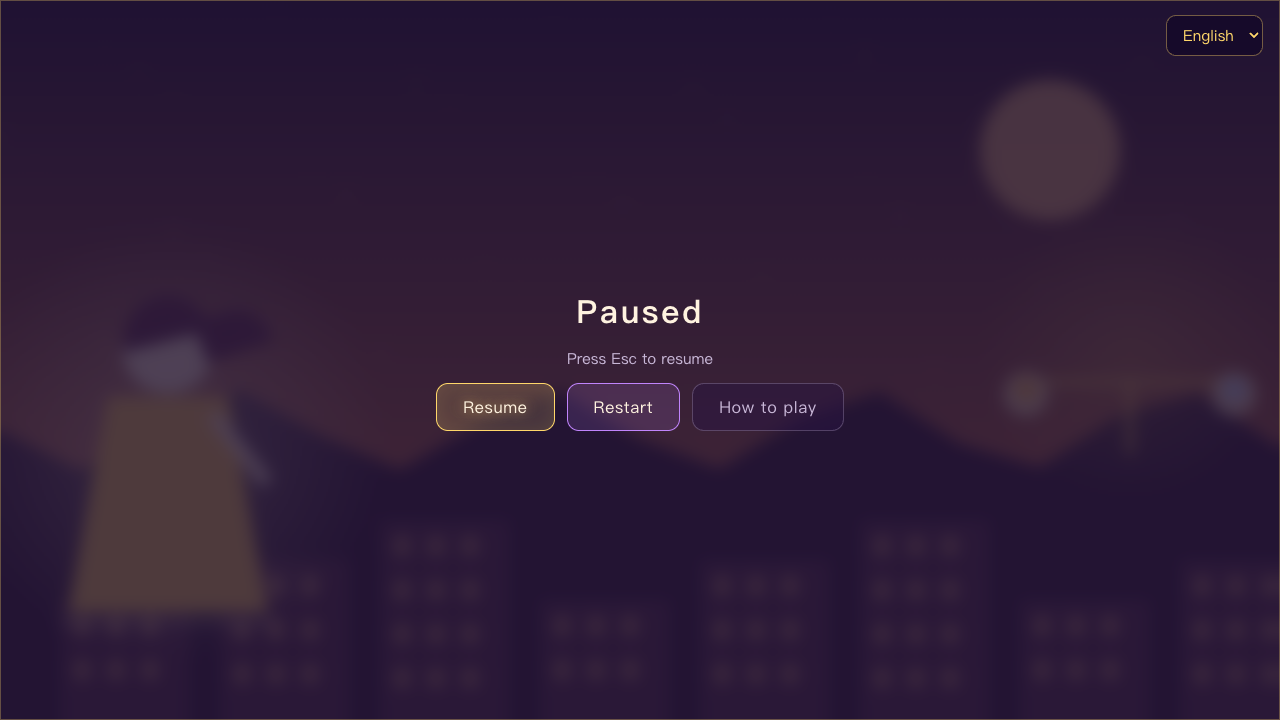 English
Paused
Press Esc to resume
Resume
Restart
How to play